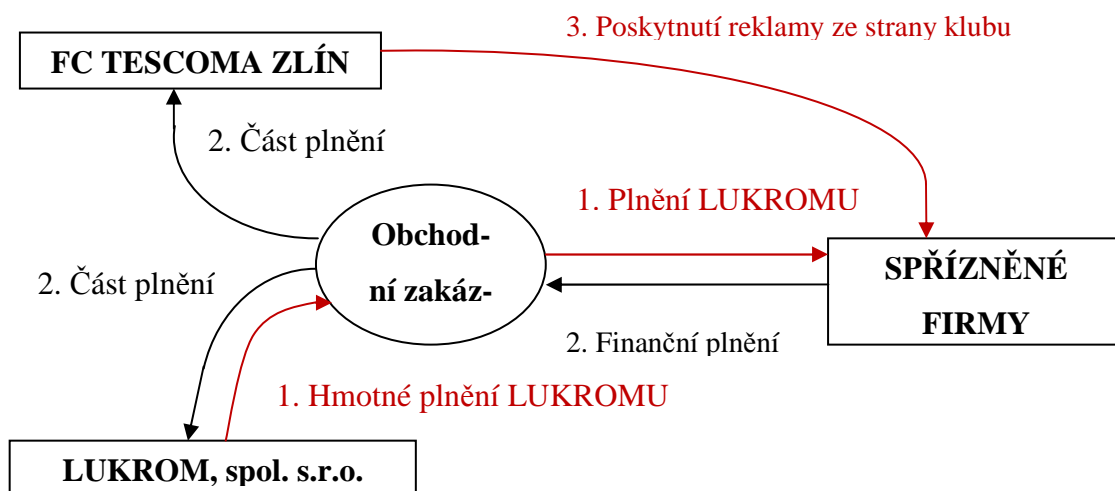 3. Poskytnutí reklamy ze strany klubu
FC TESCOMA ZLÍN
2. Část plnění
1. Plnění LUKROMU
Obchod-
ní zakáz-
SPŘÍZNĚNÉ
FIRMY
2. Část plnění
2. Finanční plnění
1. Hmotné plnění LUKROMU
LUKROM, spol. s.r.o.